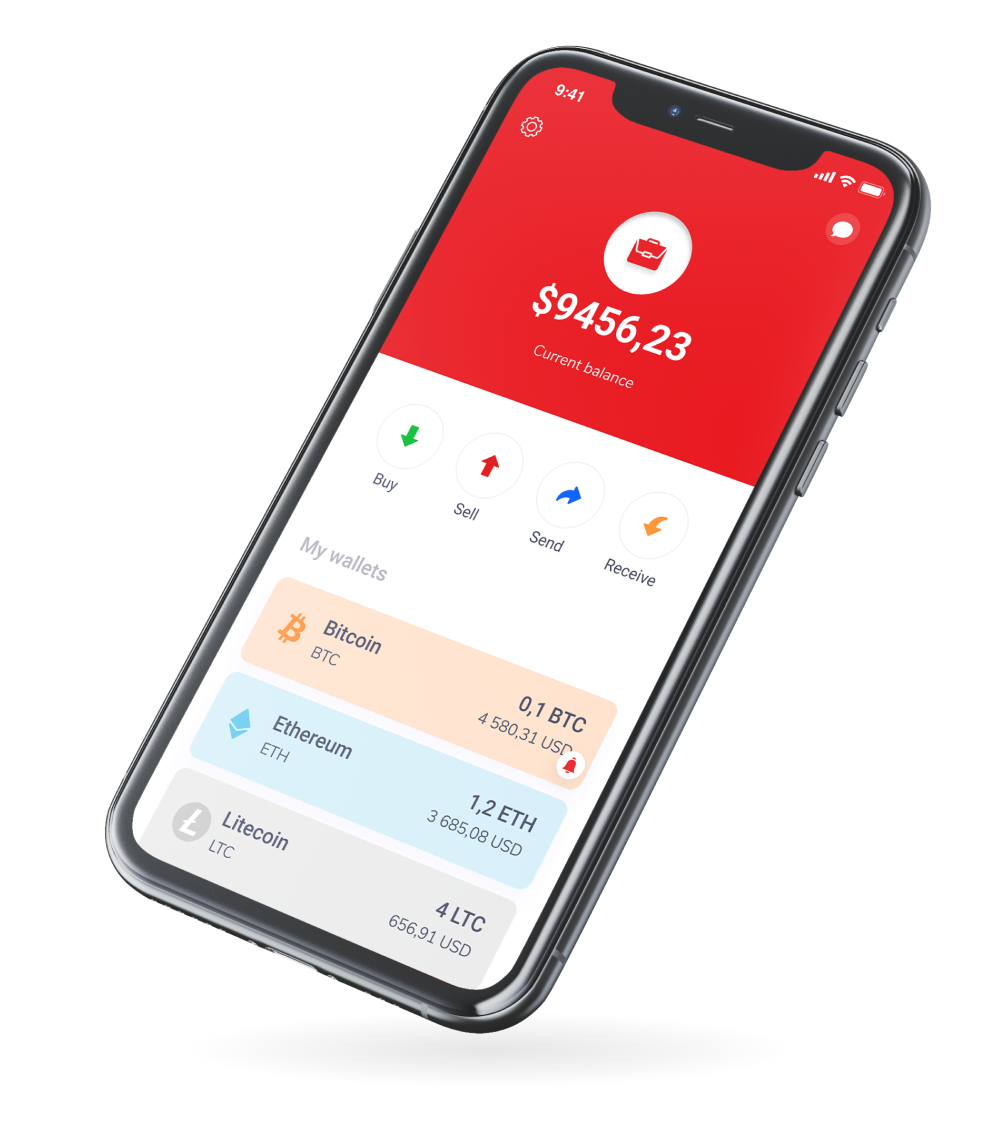 9:41
$9456,23
Current balance
Buy
Sell
Send
Receive
My wallets
Bitcoin
BTC
0,1 BTC
4 580,31 USD
Ethereum
ETH
1,2 ETH
3 685,08 USD
Litecoin
LTC
4 LTC
656,91 USD